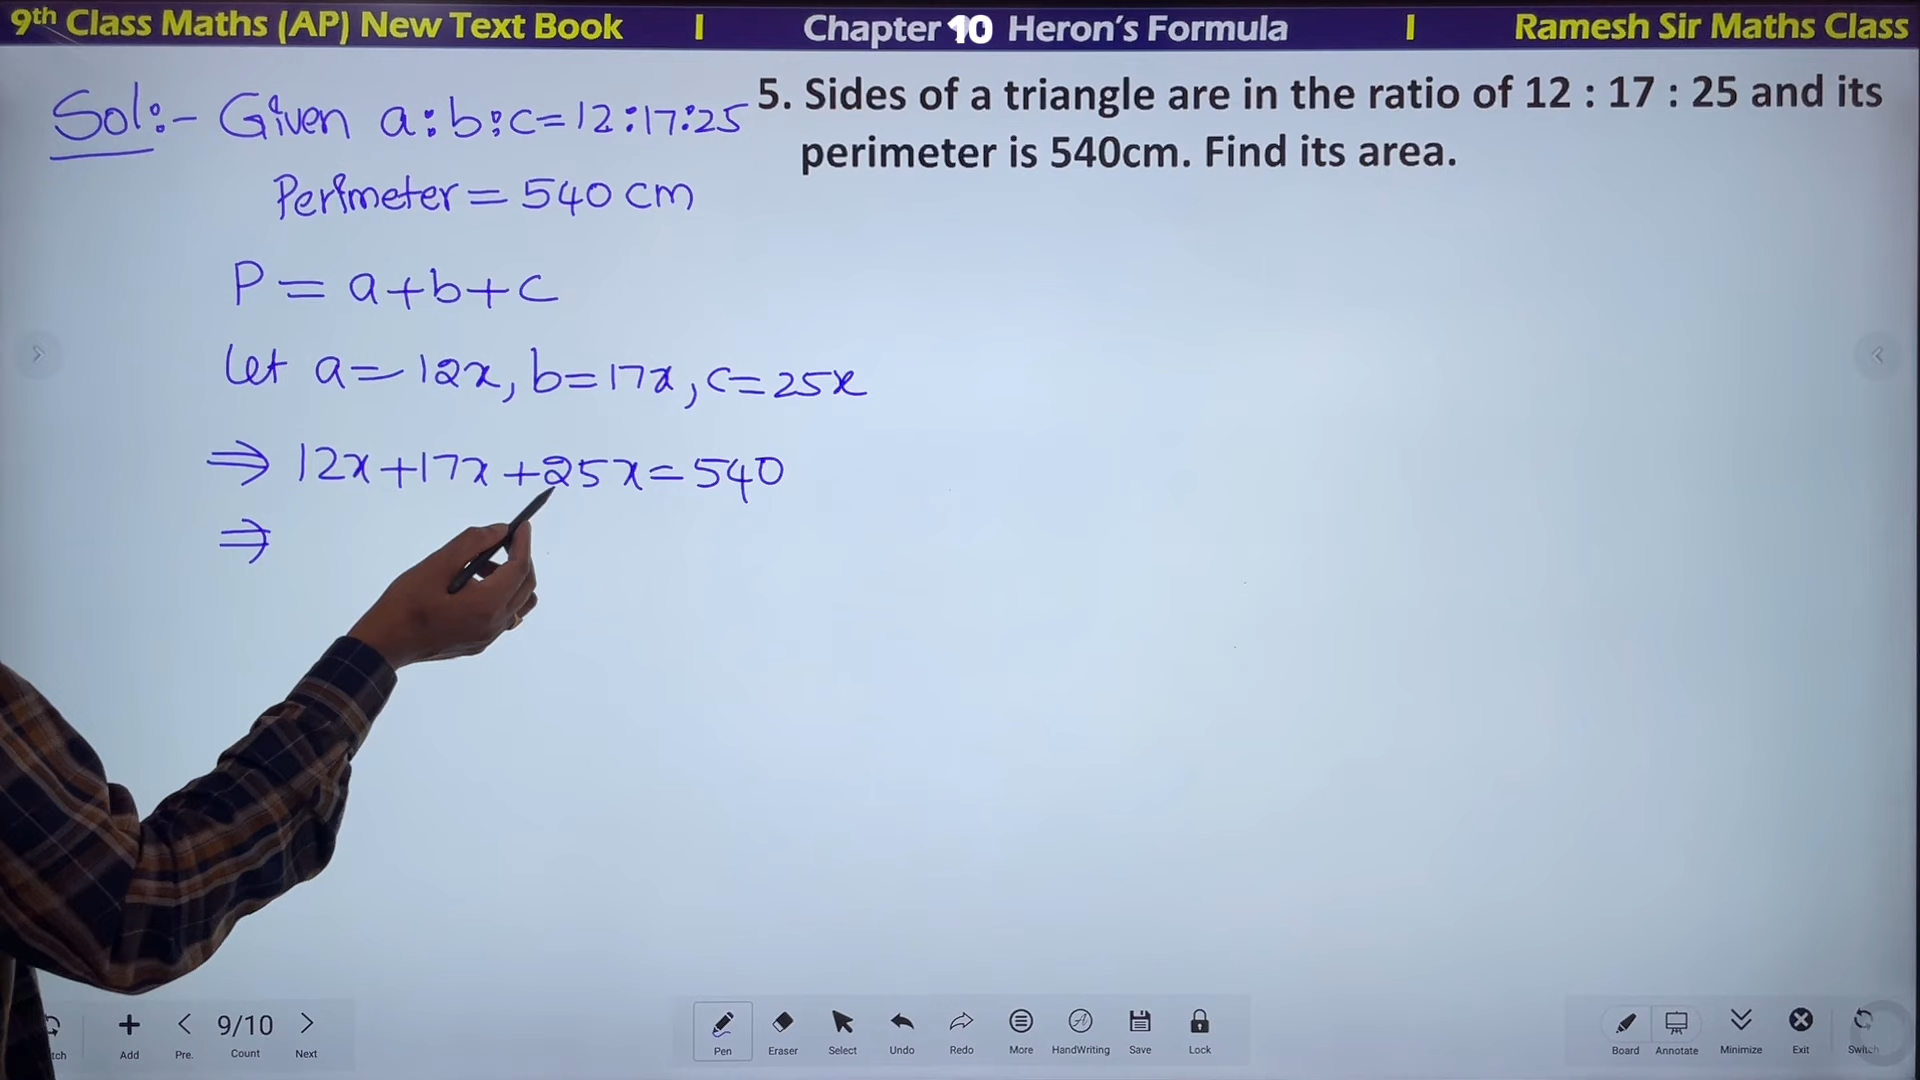 9th Class Maths (AP) New Text Book | Chapter 10 Heron's Formula | Ramesh Sir Maths Class
5. Sides of a triangle are in the ratio of 12 : 17 : 25 and its
perimeter is 540cm. Find its area.
Sol:- Given a:b:c=12:17:25
Perimeter = 540 cm
P = a+b+c
let a=12x, b=17x, c=25x
⇒ 12x+17x+25x=540
⇒
tch Add Pre. 9/10 Count Next Pen Eraser Select Undo Redo More HandWriting Save Lock Board Annotate Minimize Exit Switch